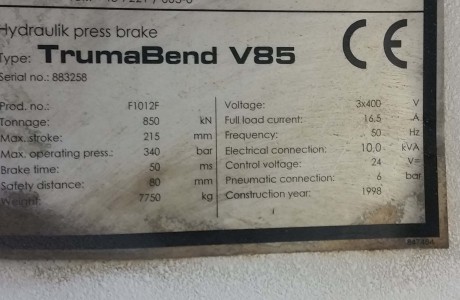 Hydraulik press brake
Type: TrumaBend V85
CE
Serial no.: 883258
Prod. no.: F1012F
Tonnage: 850 kN
Max. stroke: 215 mm
Max. operating press.: 340 bar
Brake time: 50 ms
Safety distance: 80 mm
Weight: 7750 kg
Voltage: 3x400 V
Full load current: 16,5 A
Frequency: 50 Hz
Electrical connection: 10,0 kVA
Control voltage: 24 V=
Pneumatic connection: 6 bar
Construction year: 1998